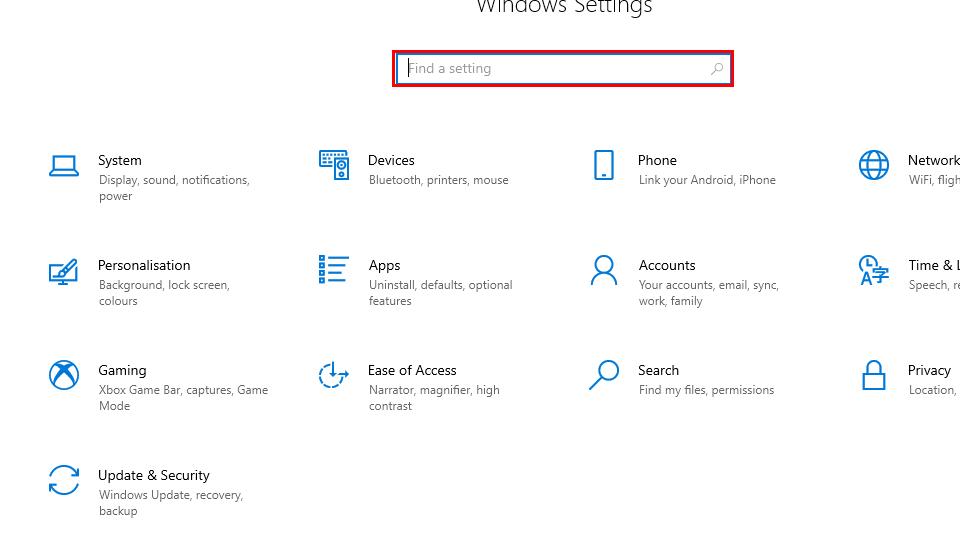 Windows Settings
Find a setting
System
Display, sound, notifications,
power
Devices
Bluetooth, printers, mouse
Phone
Link your Android, iPhone
Network
WiFi, fligh
Personalisation
Background, lock screen,
colours
Apps
Uninstall, defaults, optional
features
Accounts
Your accounts, email, sync,
work, family
Time & L
Speech, re
Gaming
Xbox Game Bar, captures, Game
Mode
Ease of Access
Narrator, magnifier, high
contrast
Search
Find my files, permissions
Privacy
Location,
Update & Security
Windows Update, recovery,
backup